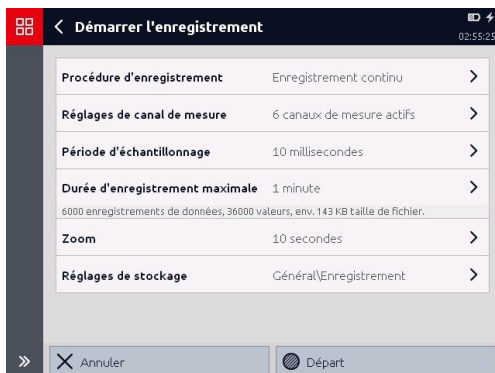 Démarrer l'enregistrement
02:55:25
Procédure d'enregistrement Enregistrement continu
Réglages de canal de mesure 6 canaux de mesure actifs
Période d'échantillonnage 10 millisecondes
Durée d'enregistrement maximale 1 minute
6000 enregistrements de données, 36000 valeurs, env. 143 KB taille de fichier.
Zoom 10 secondes
Réglages de stockage Général\Enregistrement
Annuler Départ